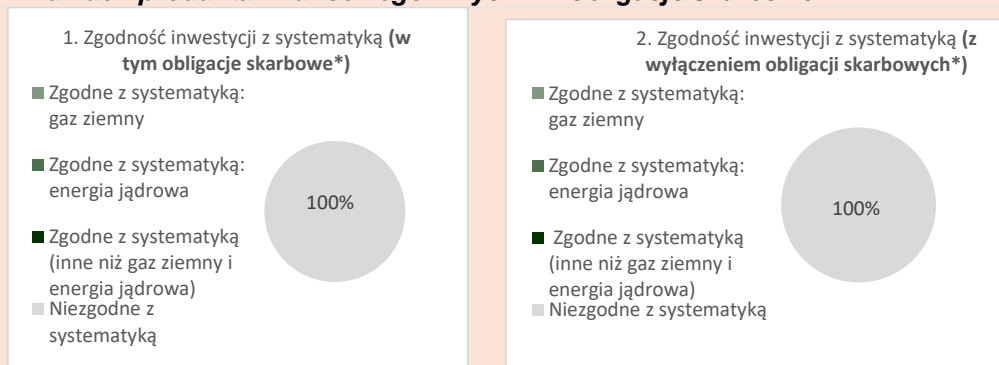 1. Zgodność inwestycji z systematyką (w
tym obligacje skarbowe*)
Zgodne z systematyką:
gaz ziemny
Zgodne z systematyką:
energia jądrowa
Zgodne z systematyką
(inne niż gaz ziemny i
energia jądrowa)
Niezgodne z
systematyką
100%
2. Zgodność inwestycji z systematyką (z
wyłączeniem obligacji skarbowych*)
Zgodne z systematyką:
gaz ziemny
Zgodne z systematyką:
energia jądrowa
Zgodne z systematyką
(inne niż gaz ziemny i
energia jądrowa)
Niezgodne z systematyką
100%